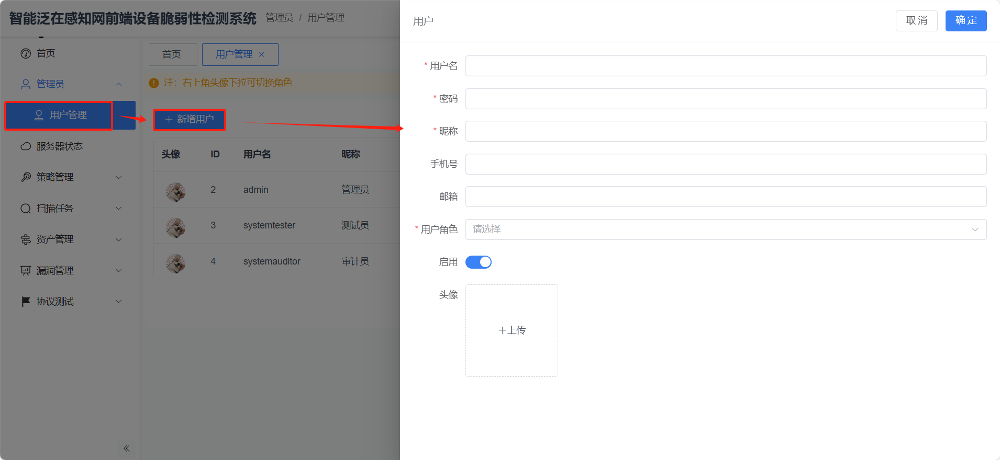 智能泛在感知网前端设备脆弱性检测系统
管理员 / 用户管理
首页
管理员
用户管理
服务器状态
策略管理
扫描任务
资产管理
漏洞管理
协议测试
首页
用户管理
注：右上角头像下拉可切换角色
新增用户
头像 ID 用户名 昵称
2 admin 管理员
3 systemtester 测试员
4 systemauditor 审计员
用户
取消
确定
* 用户名
* 密码
* 昵称
手机号
邮箱
* 用户角色 请选择
启用
头像
+上传